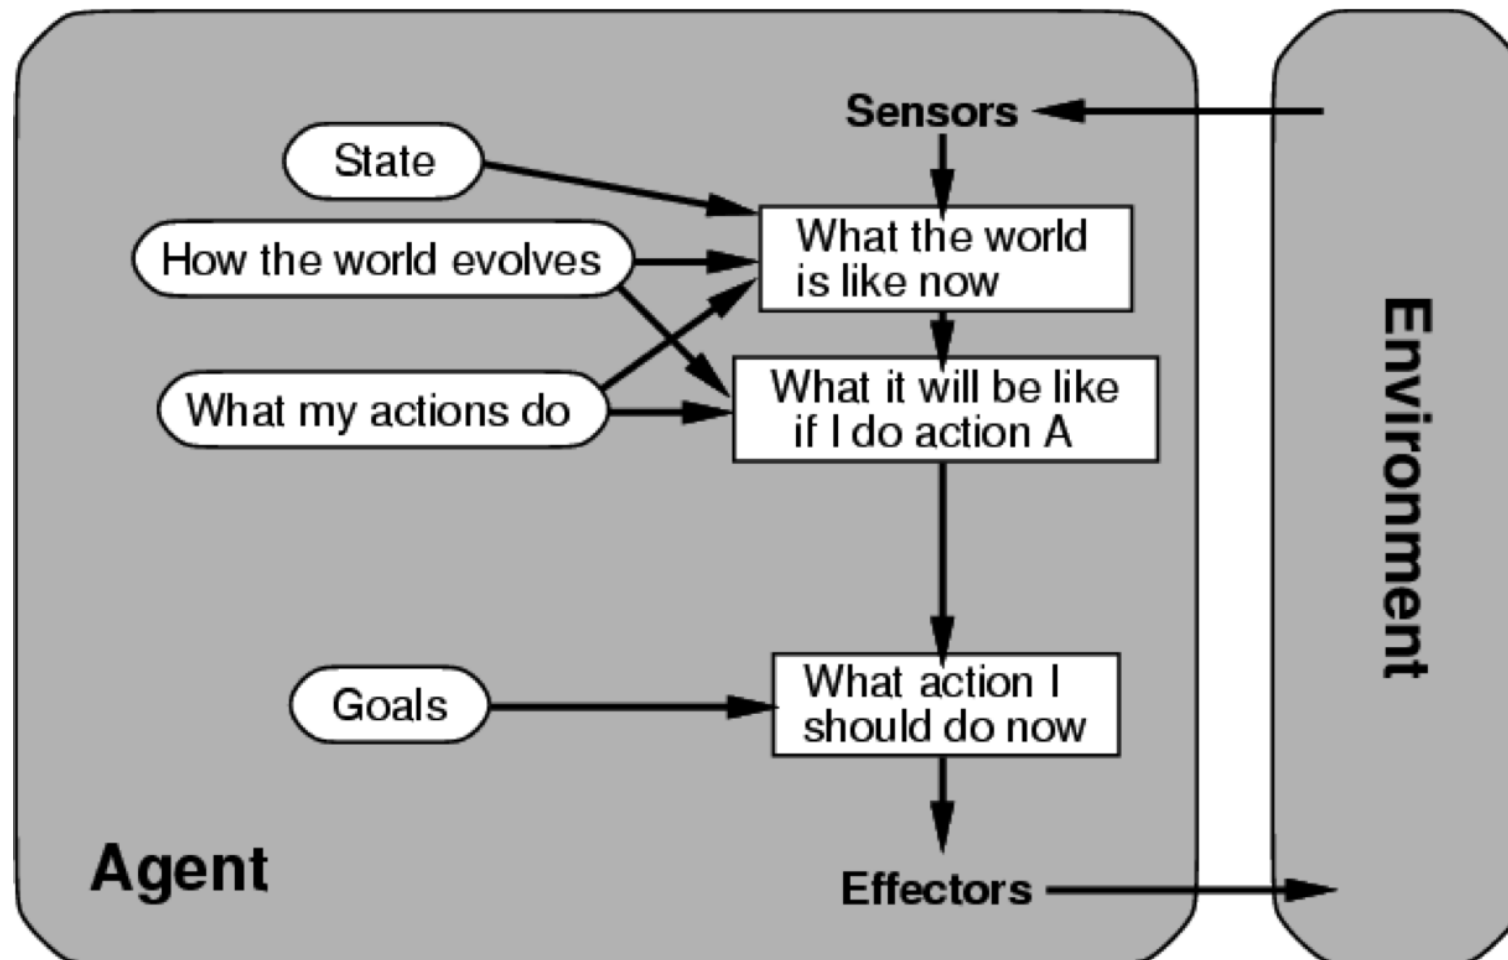 Sensors
State
What the world
is like now
How the world evolves
What it will be like
if I do action A
What my actions do
Environment
What action I
should do now
Goals
Agent
Effectors